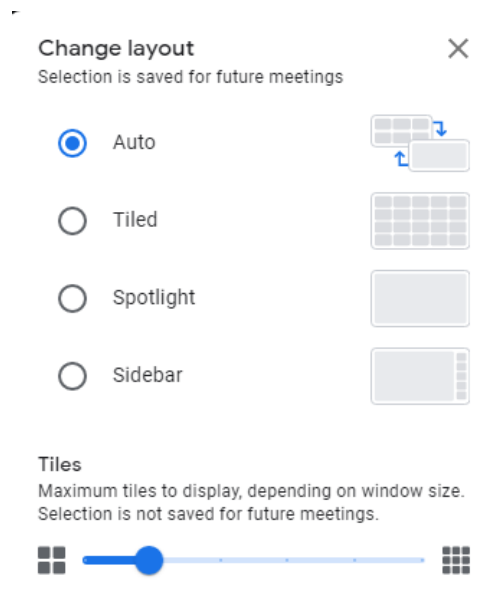 Change layout
Selection is saved for future meetings
Auto
Tiled
Spotlight
Sidebar
Tiles
Maximum tiles to display, depending on window size.
Selection is not saved for future meetings.